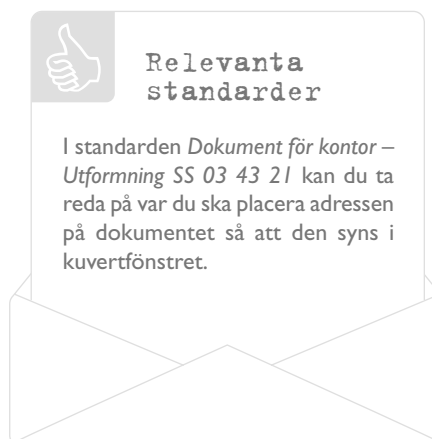 Relevanta
standarder
I standarden Dokument för kontor –
Utformning SS 03 43 21 kan du ta
reda på var du ska placera adressen
på dokumentet så att den syns i
kuvertfönstret.